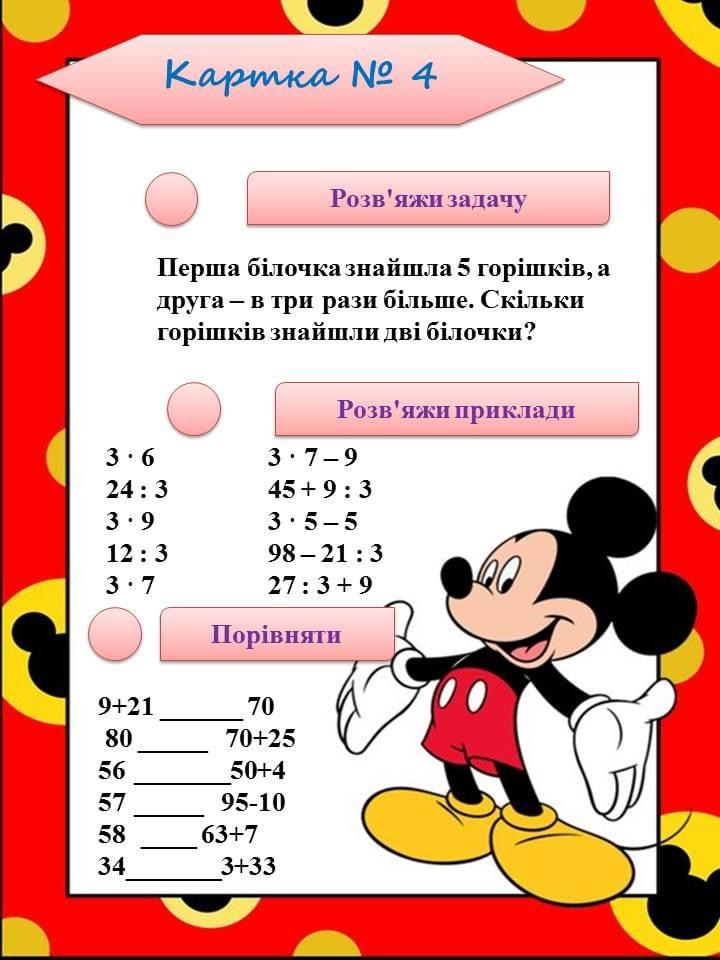 Картка № 4
Розв'яжи задачу
Перша білочка знайшла 5 горішків, а
друга – в три рази більше. Скільки
горішків знайшли дві білочки?
Розв'яжи приклади
3 · 6
24 : 3
3 · 9
12 : 3
3 · 7
3 · 7 – 9
45 + 9 : 3
3 · 5 – 5
98 – 21 : 3
27 : 3 + 9
Порівняти
9+21 ______ 70
80 _____ 70+25
56 _______50+4
57 _____ 95-10
58 ____ 63+7
34_______3+33